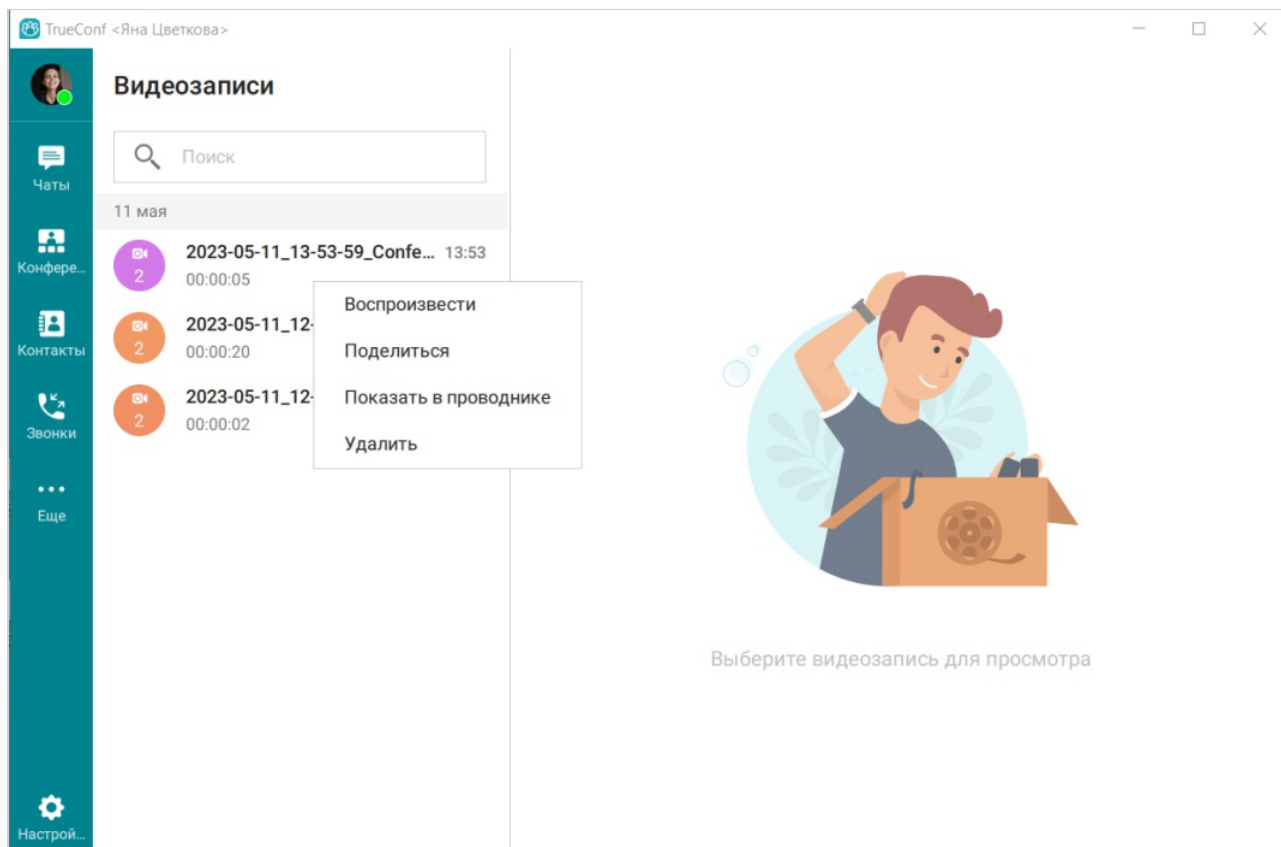 TrueConf <Яна Цветкова>
Видеозаписи
Поиск
Чаты
11 мая
Конфере...
2
2023-05-11_13-53-59_Confe... 13:53
00:00:05
Контакты
2
2023-05-11_12-
00:00:20
Звонки
2
2023-05-11_12-
00:00:02
Воспроизвести
Поделиться
Показать в проводнике
Удалить
Еще
Выберите видеозапись для просмотра
Настрой...